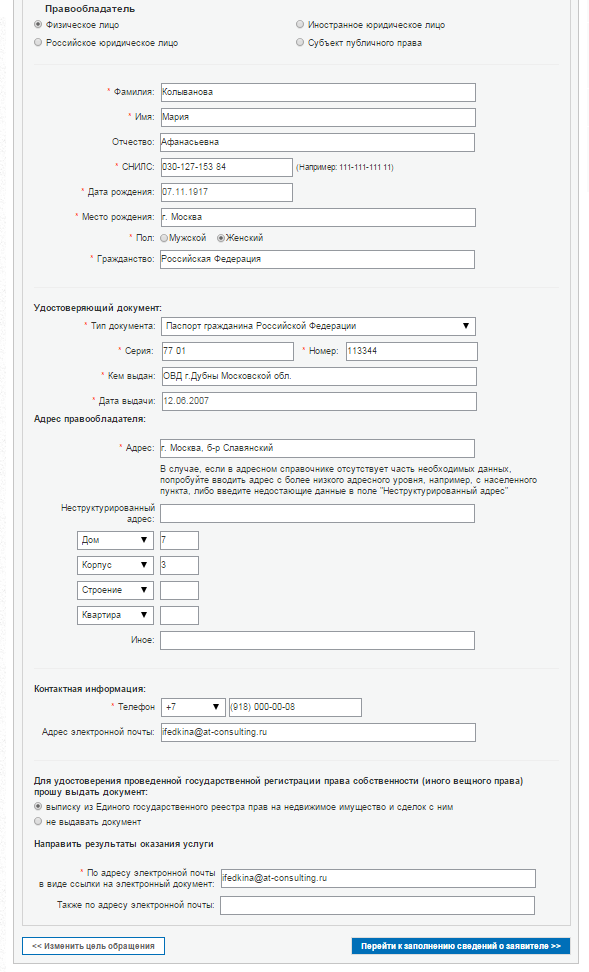 Правообладатель
Физическое лицо
Иностранное юридическое лицо
Российское юридическое лицо
Субъект публичного права
* Фамилия: Колыванова
* Имя: Мария
Отчество: Афанасьевна
* СНИЛС: 030-127-153 84 (Например: 111-111-111 11)
* Дата рождения: 07.11.1917
* Место рождения: г. Москва
* Пол: Мужской Женский
* Гражданство: Российская Федерация
Удостоверяющий документ:
* Тип документа: Паспорт гражданина Российской Федерации
* Серия: 77 01 * Номер: 113344
* Кем выдан: ОВД г.Дубны Московской обл.
* Дата выдачи: 12.06.2007
Адрес правообладателя:
* Адрес: г. Москва, б-р Славянский
В случае, если в адресном справочнике отсутствует часть необходимых данных,
попробуйте вводить адрес с более низкого адресного уровня, например, с населенного
пункта, либо введите недостающие данные в поле "Неструктурированный адрес"
Неструктурированный
адрес:
Дом 7
Корпус 3
Строение
Квартира
Иное:
Контактная информация:
* Телефон +7 (918) 000-00-08
Адрес электронной почты: ifedkina@at-consulting.ru
Для удостоверения проведенной государственной регистрации права собственности (иного вещного права)
прошу выдать документ:
выписку из Единого государственного реестра прав на недвижимое имущество и сделок с ним
не выдавать документ
Направить результаты оказания услуги
* По адресу электронной почты
в виде ссылки на электронный документ: ifedkina@at-consulting.ru
Также по адресу электронной почты:
<< Изменить цель обращения
Перейти к заполнению сведений о заявителе >>